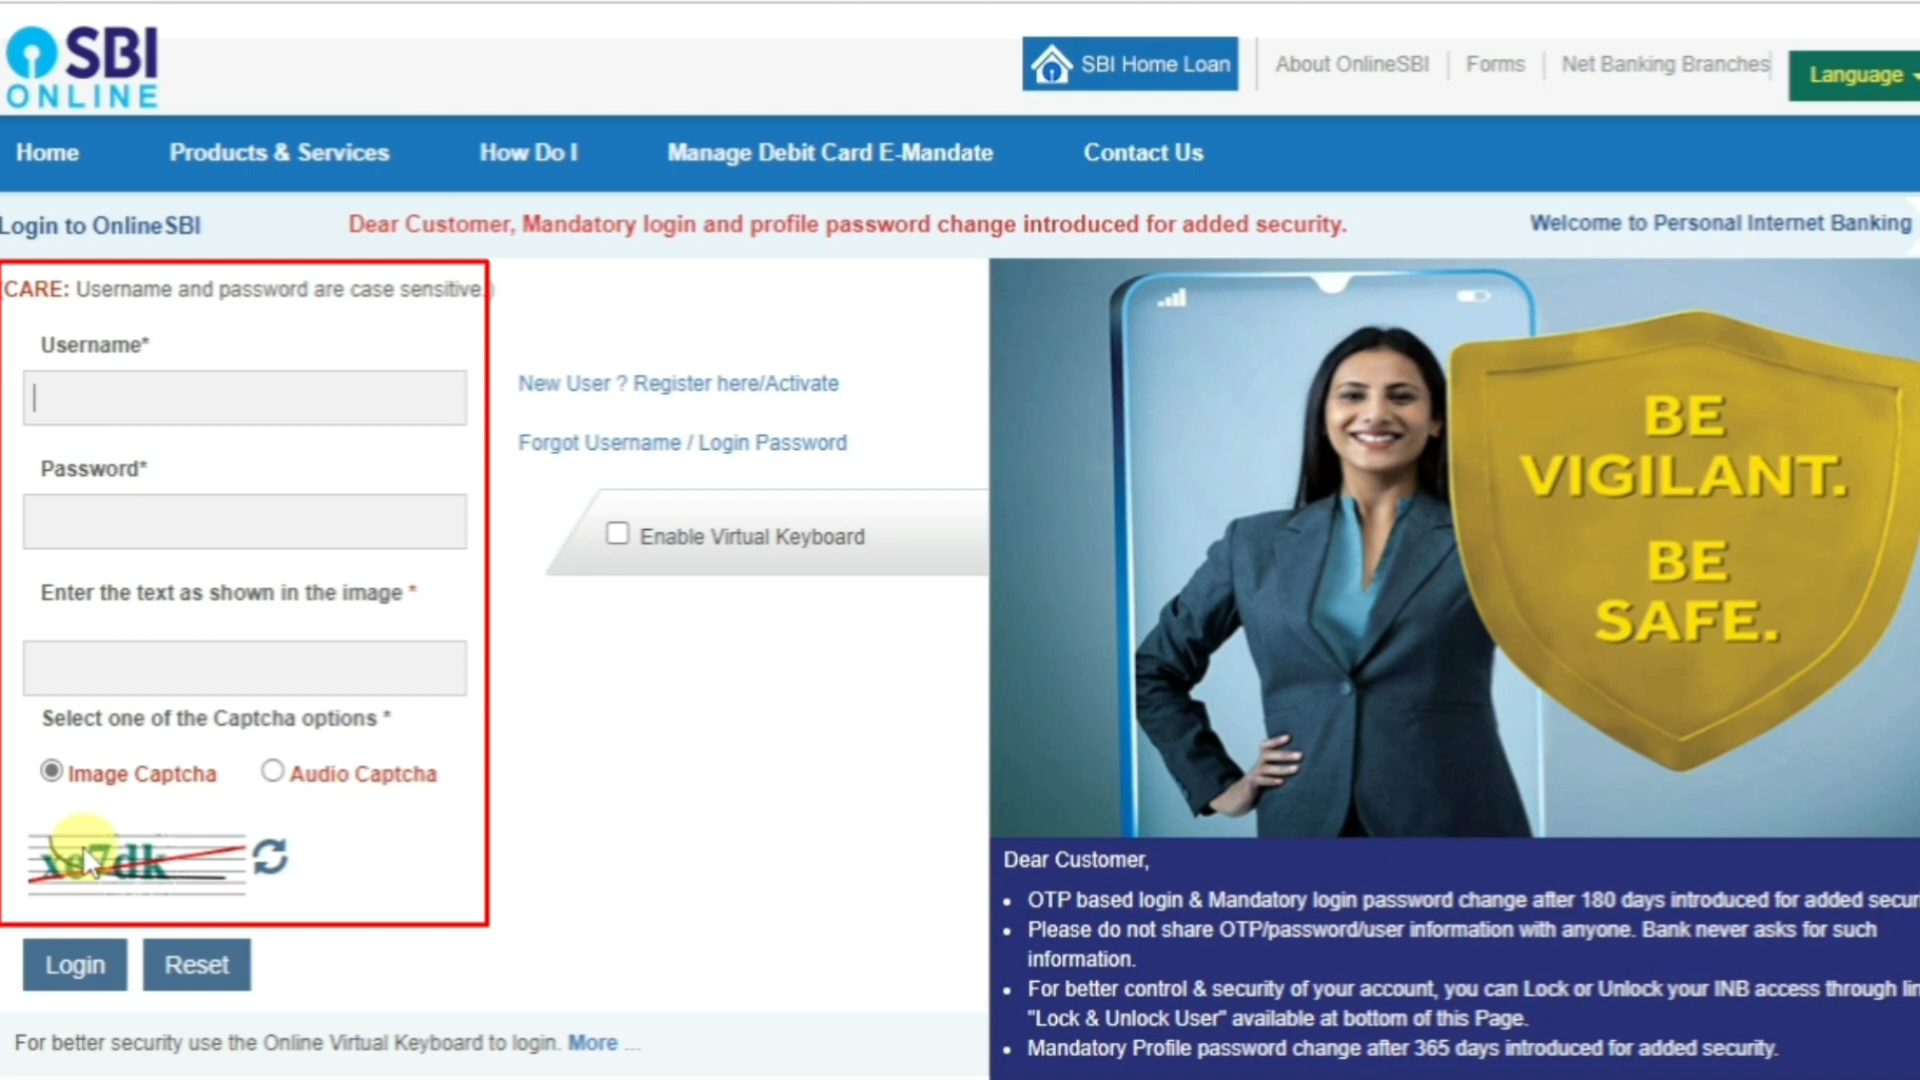 SBI
ONLINE
SBI Home Loan
About OnlineSBI
Forms
Net Banking Branches
Language
Home
Products & Services
How Do I
Manage Debit Card E-Mandate
Contact Us
Login to OnlineSBI
Dear Customer, Mandatory login and profile password change introduced for added security.
Welcome to Personal Internet Banking
CARE: Username and password are case sensitive.)
Username*
New User ? Register here/Activate
Forgot Username / Login Password
Password*
Enable Virtual Keyboard
Enter the text as shown in the image *
Select one of the Captcha options *
Image Captcha
Audio Captcha
Login
Reset
For better security use the Online Virtual Keyboard to login. More ...
BE
VIGILANT.
BE
SAFE.
Dear Customer,
• OTP based login & Mandatory login password change after 180 days introduced for added
• Please do not share OTP/password/user information with anyone. Bank never asks for such
information.
• For better control & security of your account, you can Lock or Unlock your INB access through
"Lock & Unlock User" available at bottom of this Page.
• Mandatory Profile password change after 365 days introduced for added security.